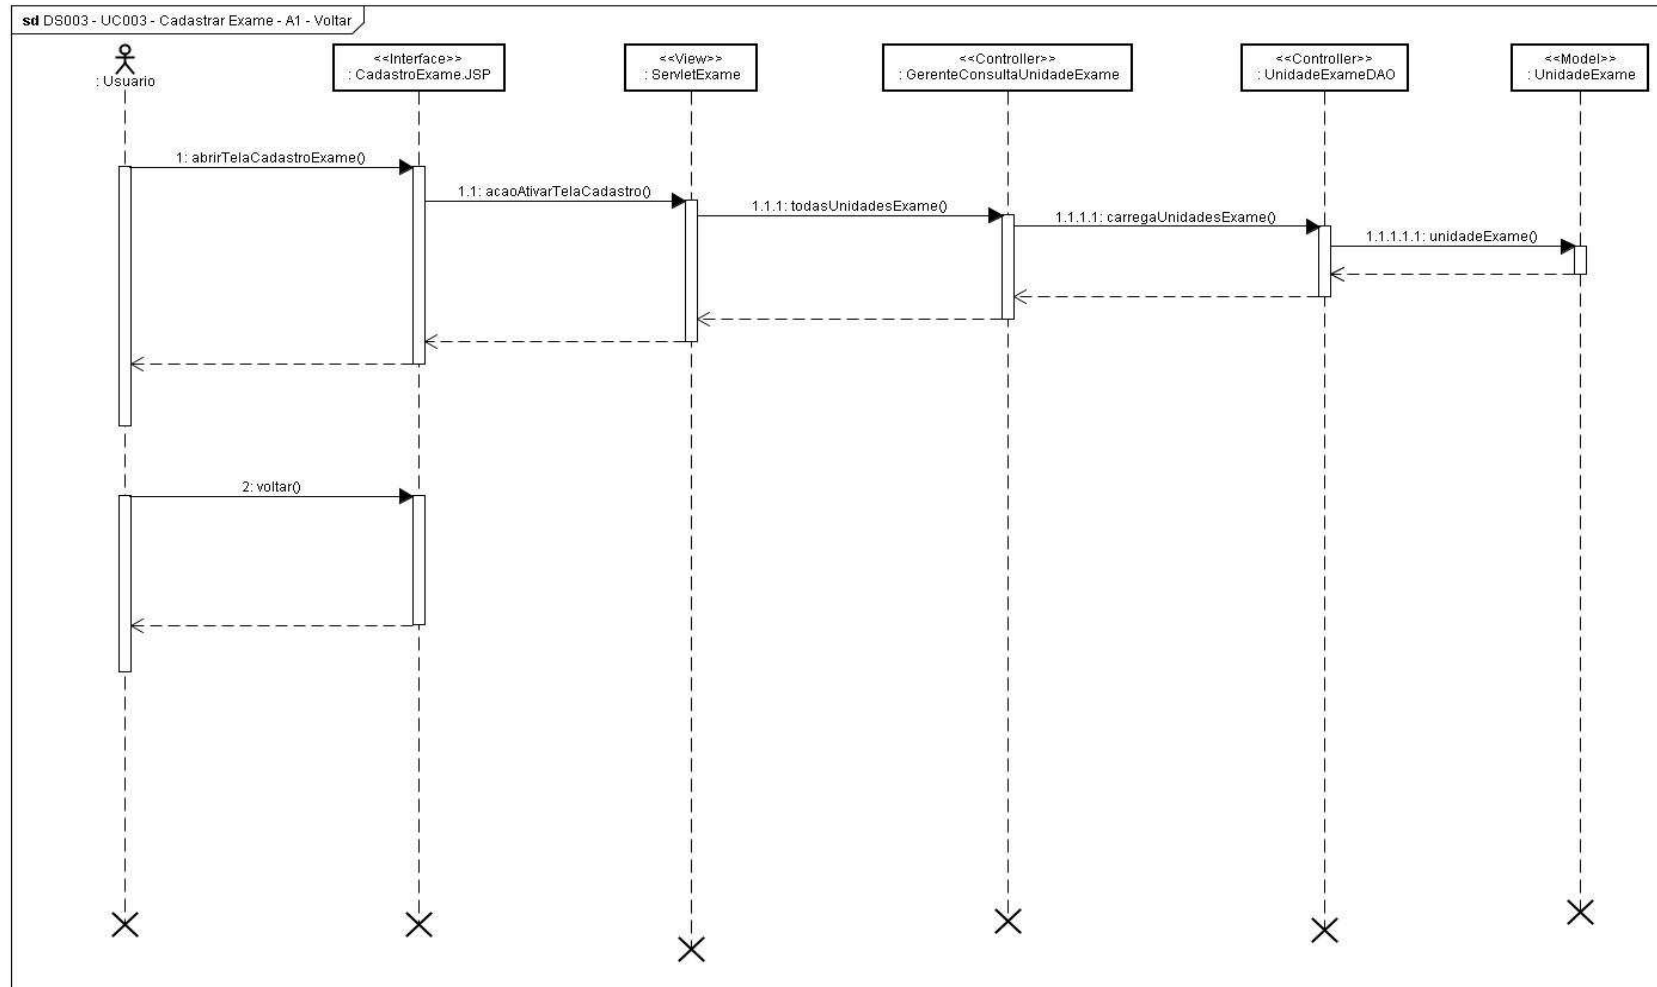 sd DS003 - UC003 - Cadastrar Exame - A1 - Voltar
: Usuario
<<Interface>>
: CadastroExame.JSP
<<View>>
: ServletExame
<<Controller>>
: GerenteConsultaUnidadeExame
<<Controller>>
: UnidadeExameDAO
<<Model>>
: UnidadeExame
1: abrirTelaCadastroExame()
1.1: acaoAtivarTelaCadastro()
1.1.1: todasUnidadesExame()
1.1.1.1: carregaUnidadesExame()
1.1.1.1.1: unidadeExame()
2: voltar()